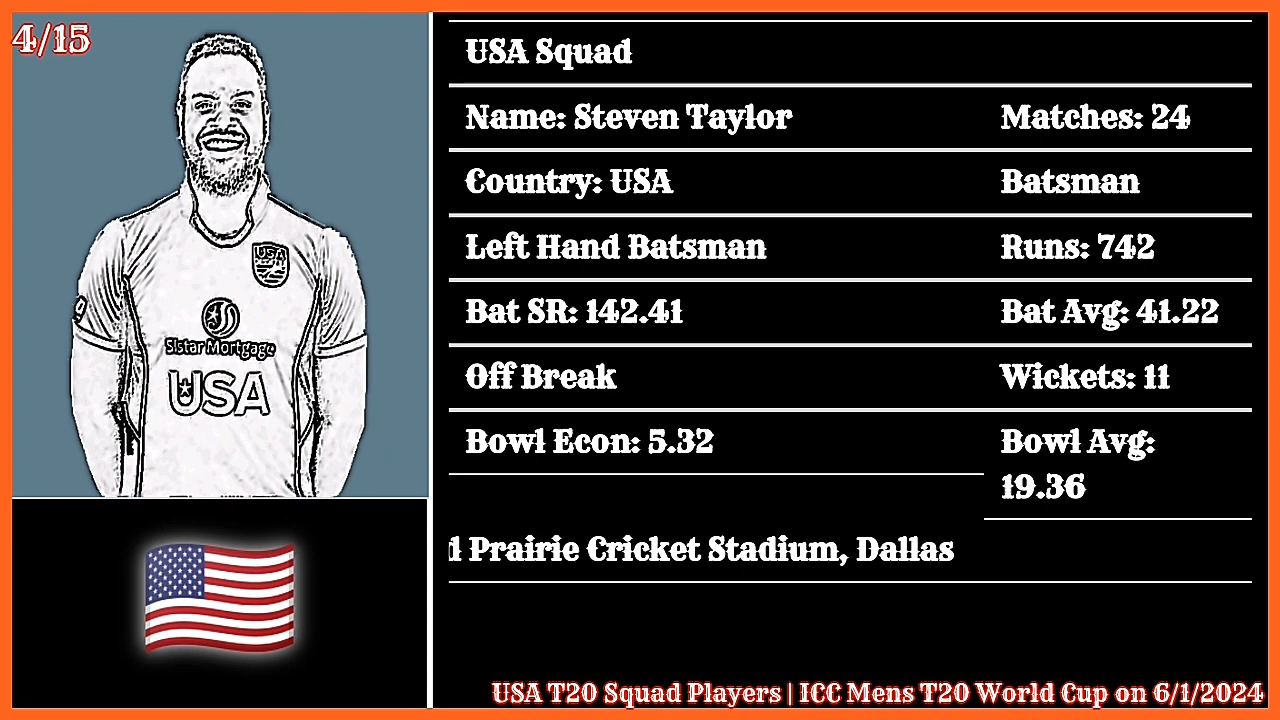 4/15
USA
Sistar Mortgage
USA
USA Squad
Name: Steven Taylor
Matches: 24
Country: USA
Batsman
Left Hand Batsman
Runs: 742
Bat SR: 142.41
Bat Avg: 41.22
Off Break
Wickets: 11
Bowl Econ: 5.32
Bowl Avg:
19.36
d Prairie Cricket Stadium, Dallas
USA T20 Squad Players | ICC Mens T20 World Cup on 6/1/2024